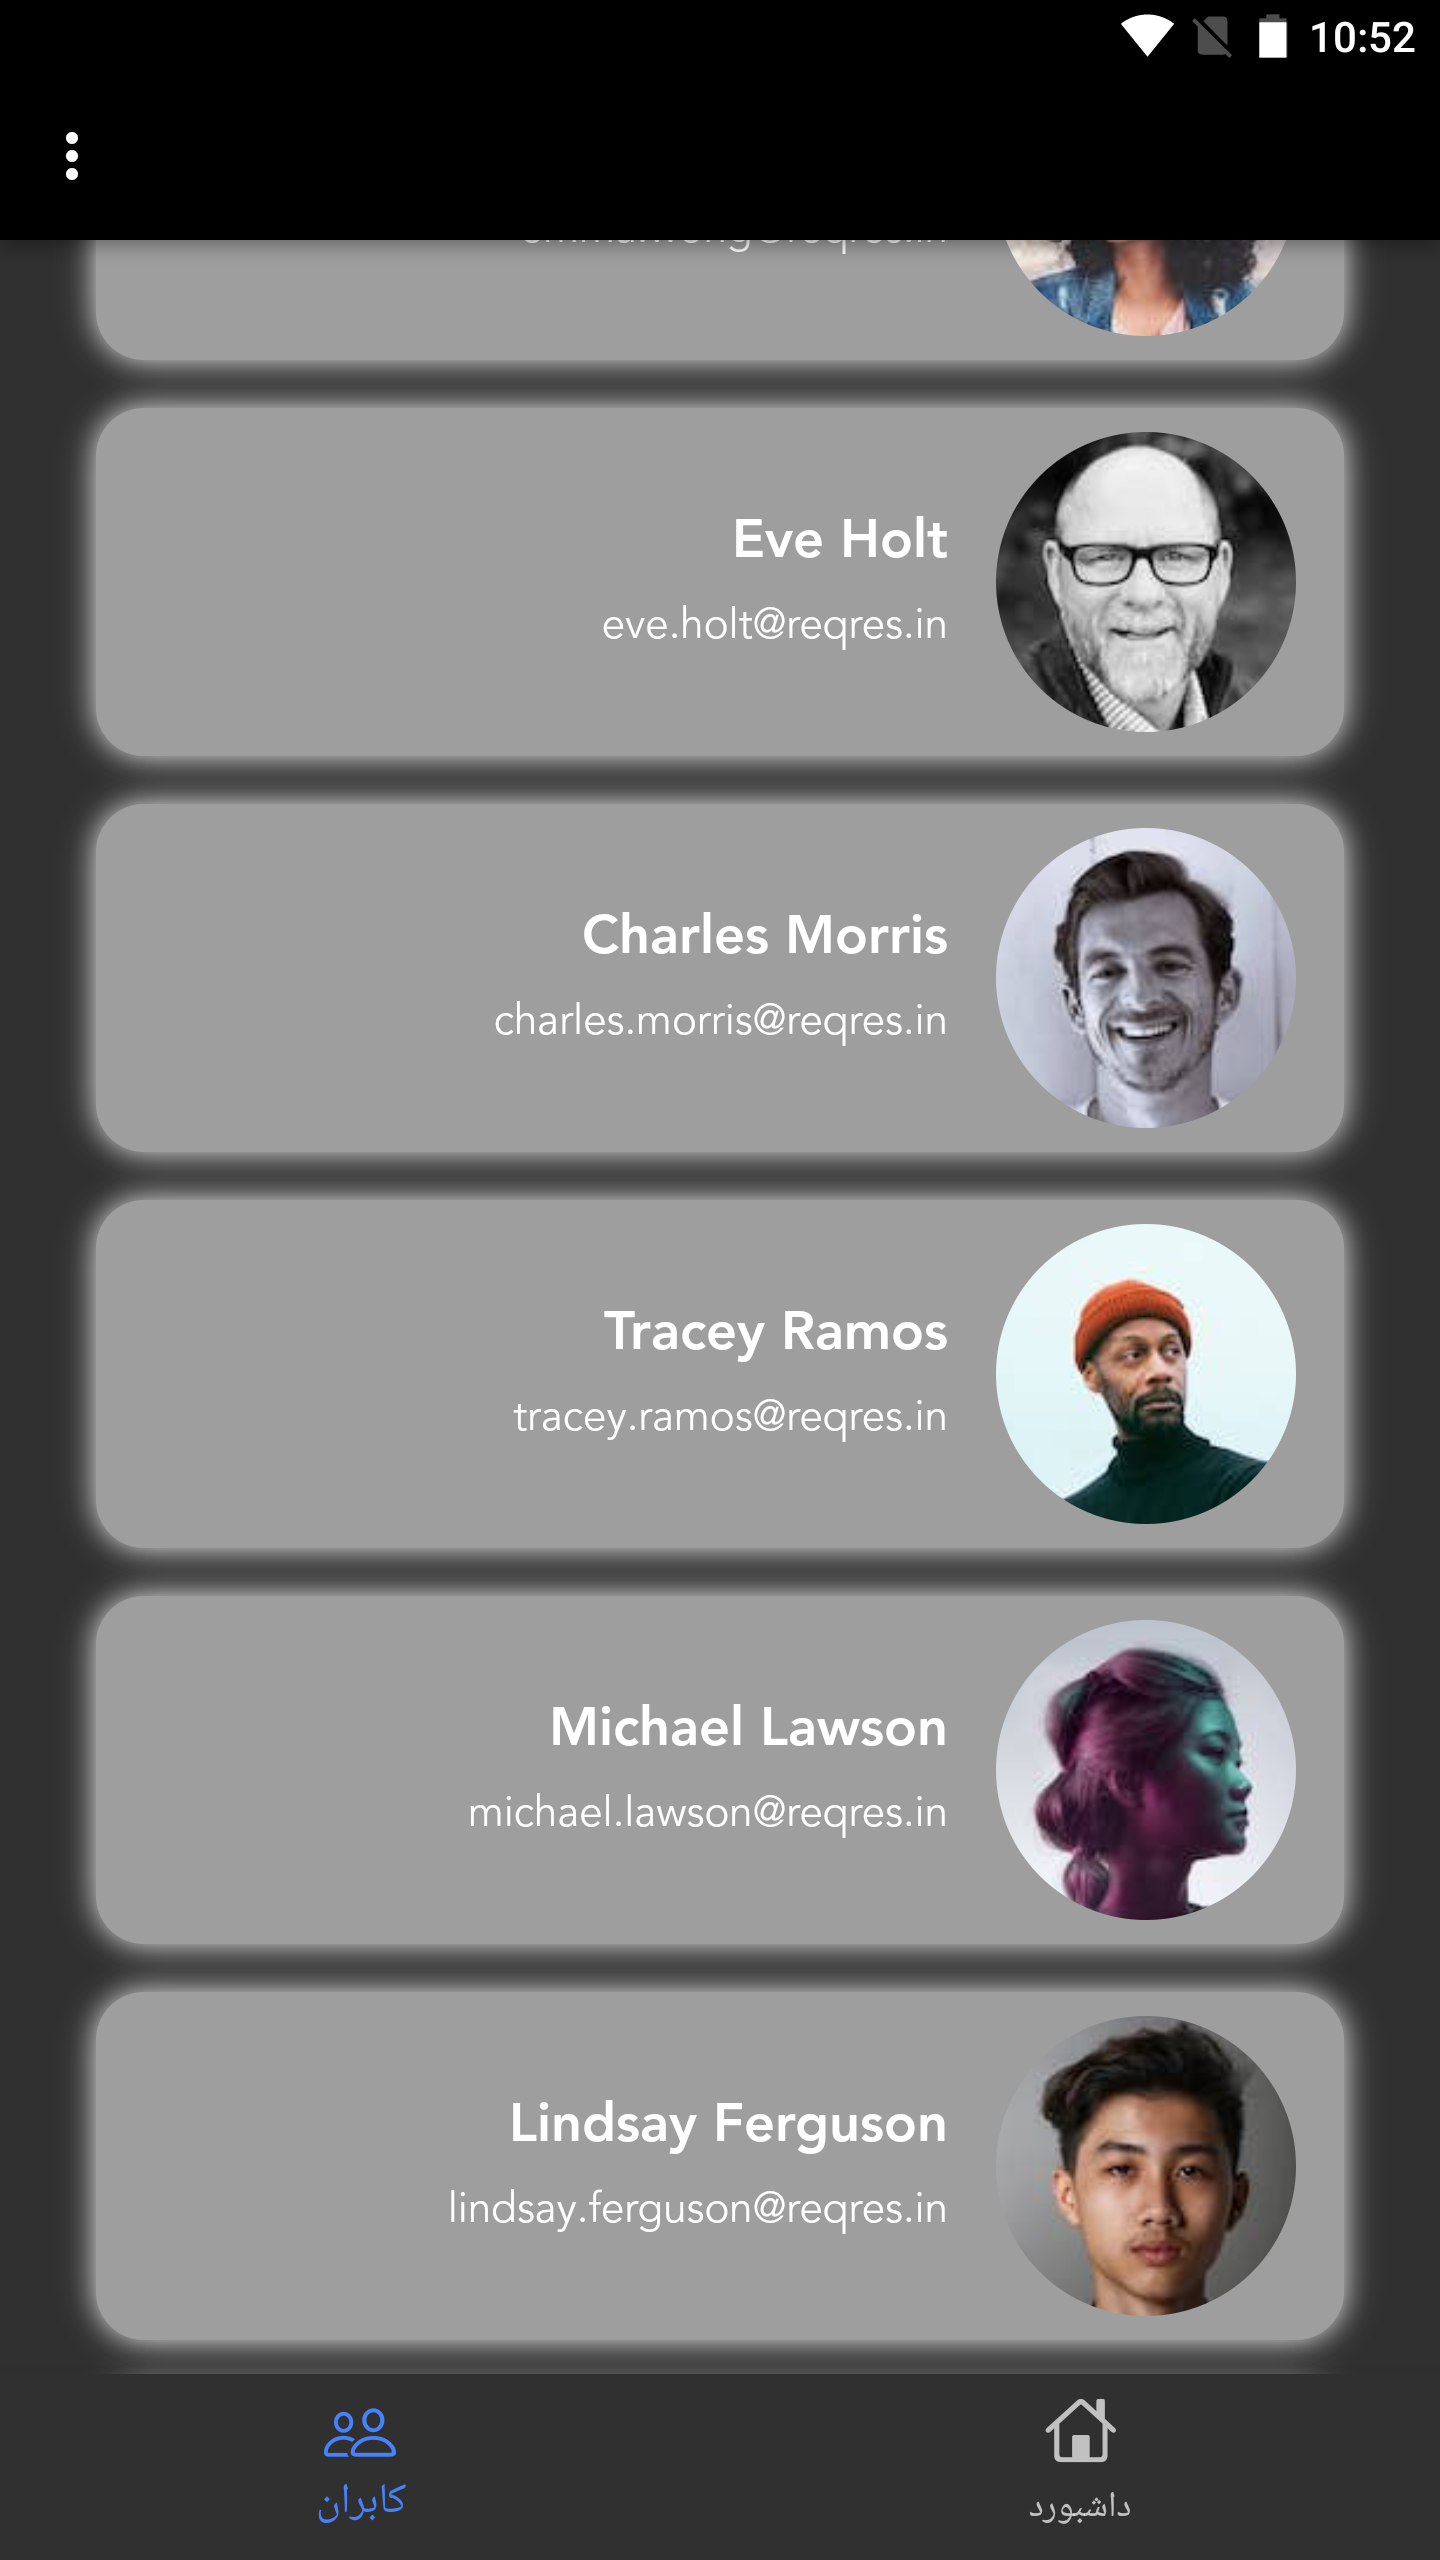 10:52
Eve Holt
eve.holt@reqres.in
Charles Morris
charles.morris@reqres.in
Tracey Ramos
tracey.ramos@reqres.in
Michael Lawson
michael.lawson@reqres.in
Lindsay Ferguson
lindsay.ferguson@reqres.in
داشبورد
کابران